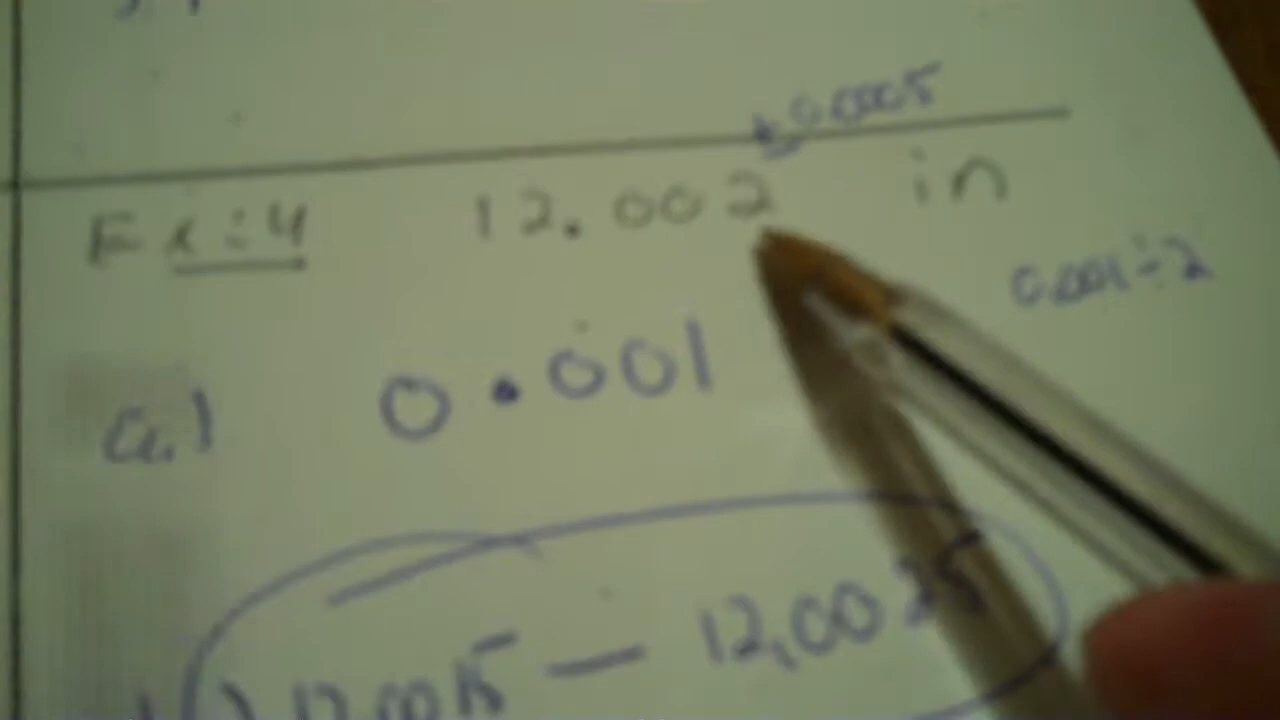 ± 0.0005
Ex:4 12.002 in
0.001÷2
a.) 0.001
12.0015 — 12,0025